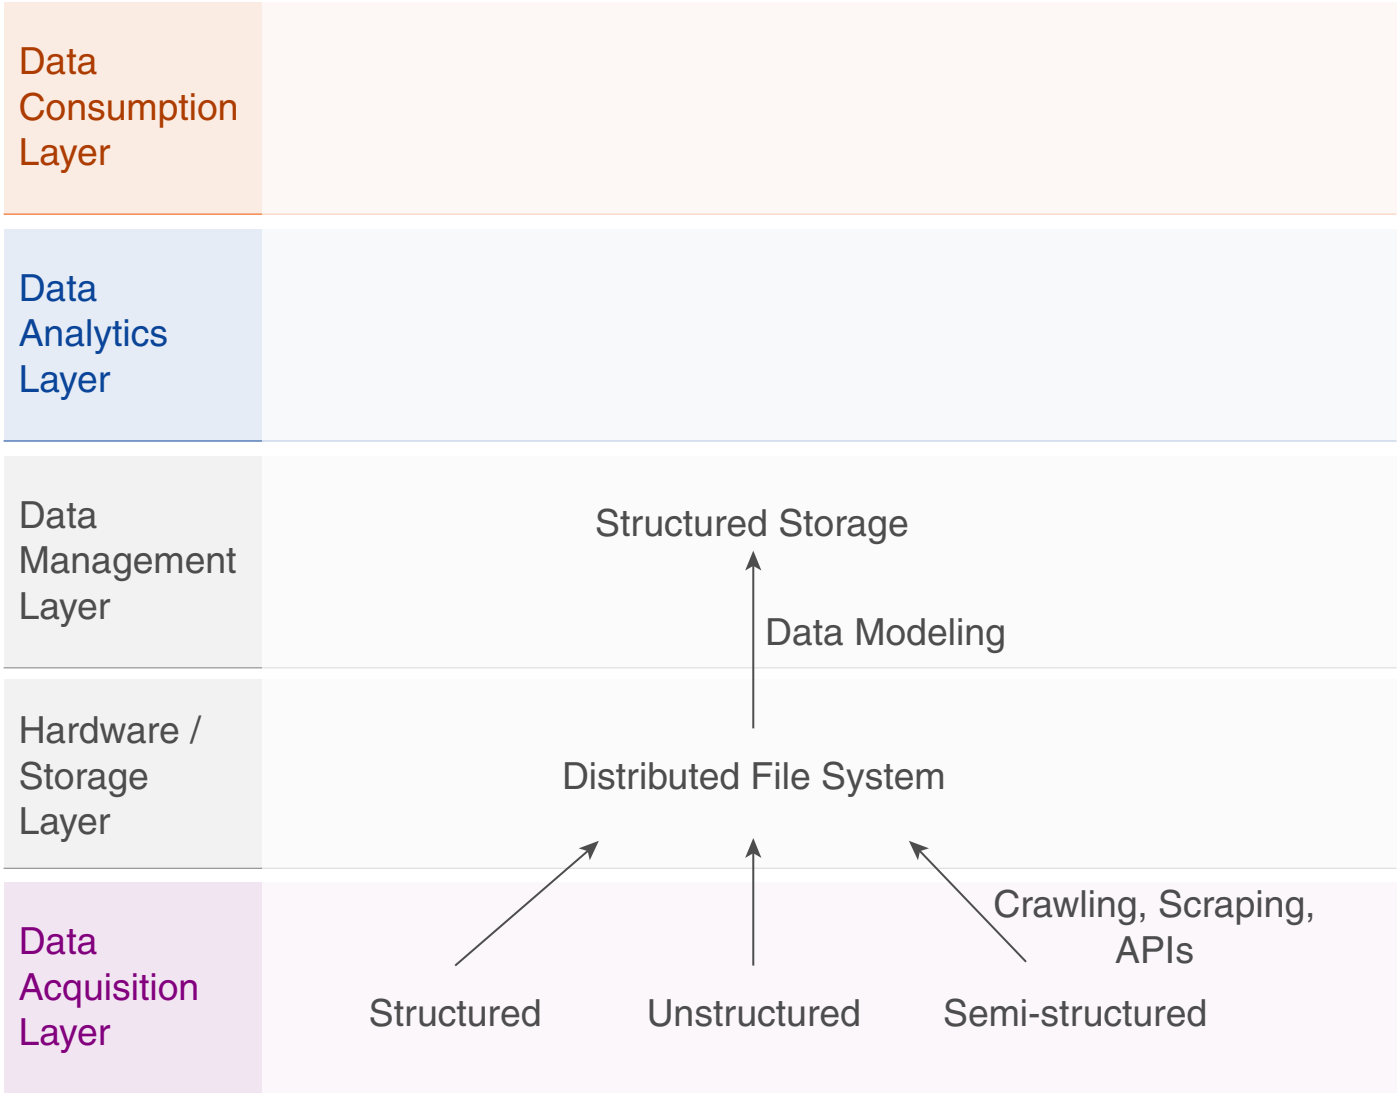 Data
Consumption
Layer
Data
Analytics
Layer
Data
Management
Layer
Structured Storage
Data Modeling
Hardware /
Storage
Layer
Distributed File System
Data
Acquisition
Layer
Crawling, Scraping,
APIs
Structured
Unstructured
Semi-structured